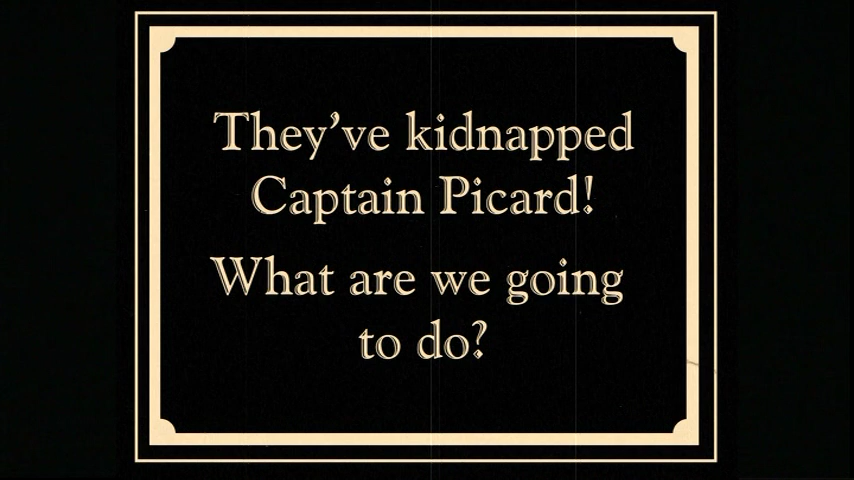 They’ve kidnapped
Captain Picard!
What are we going
to do?